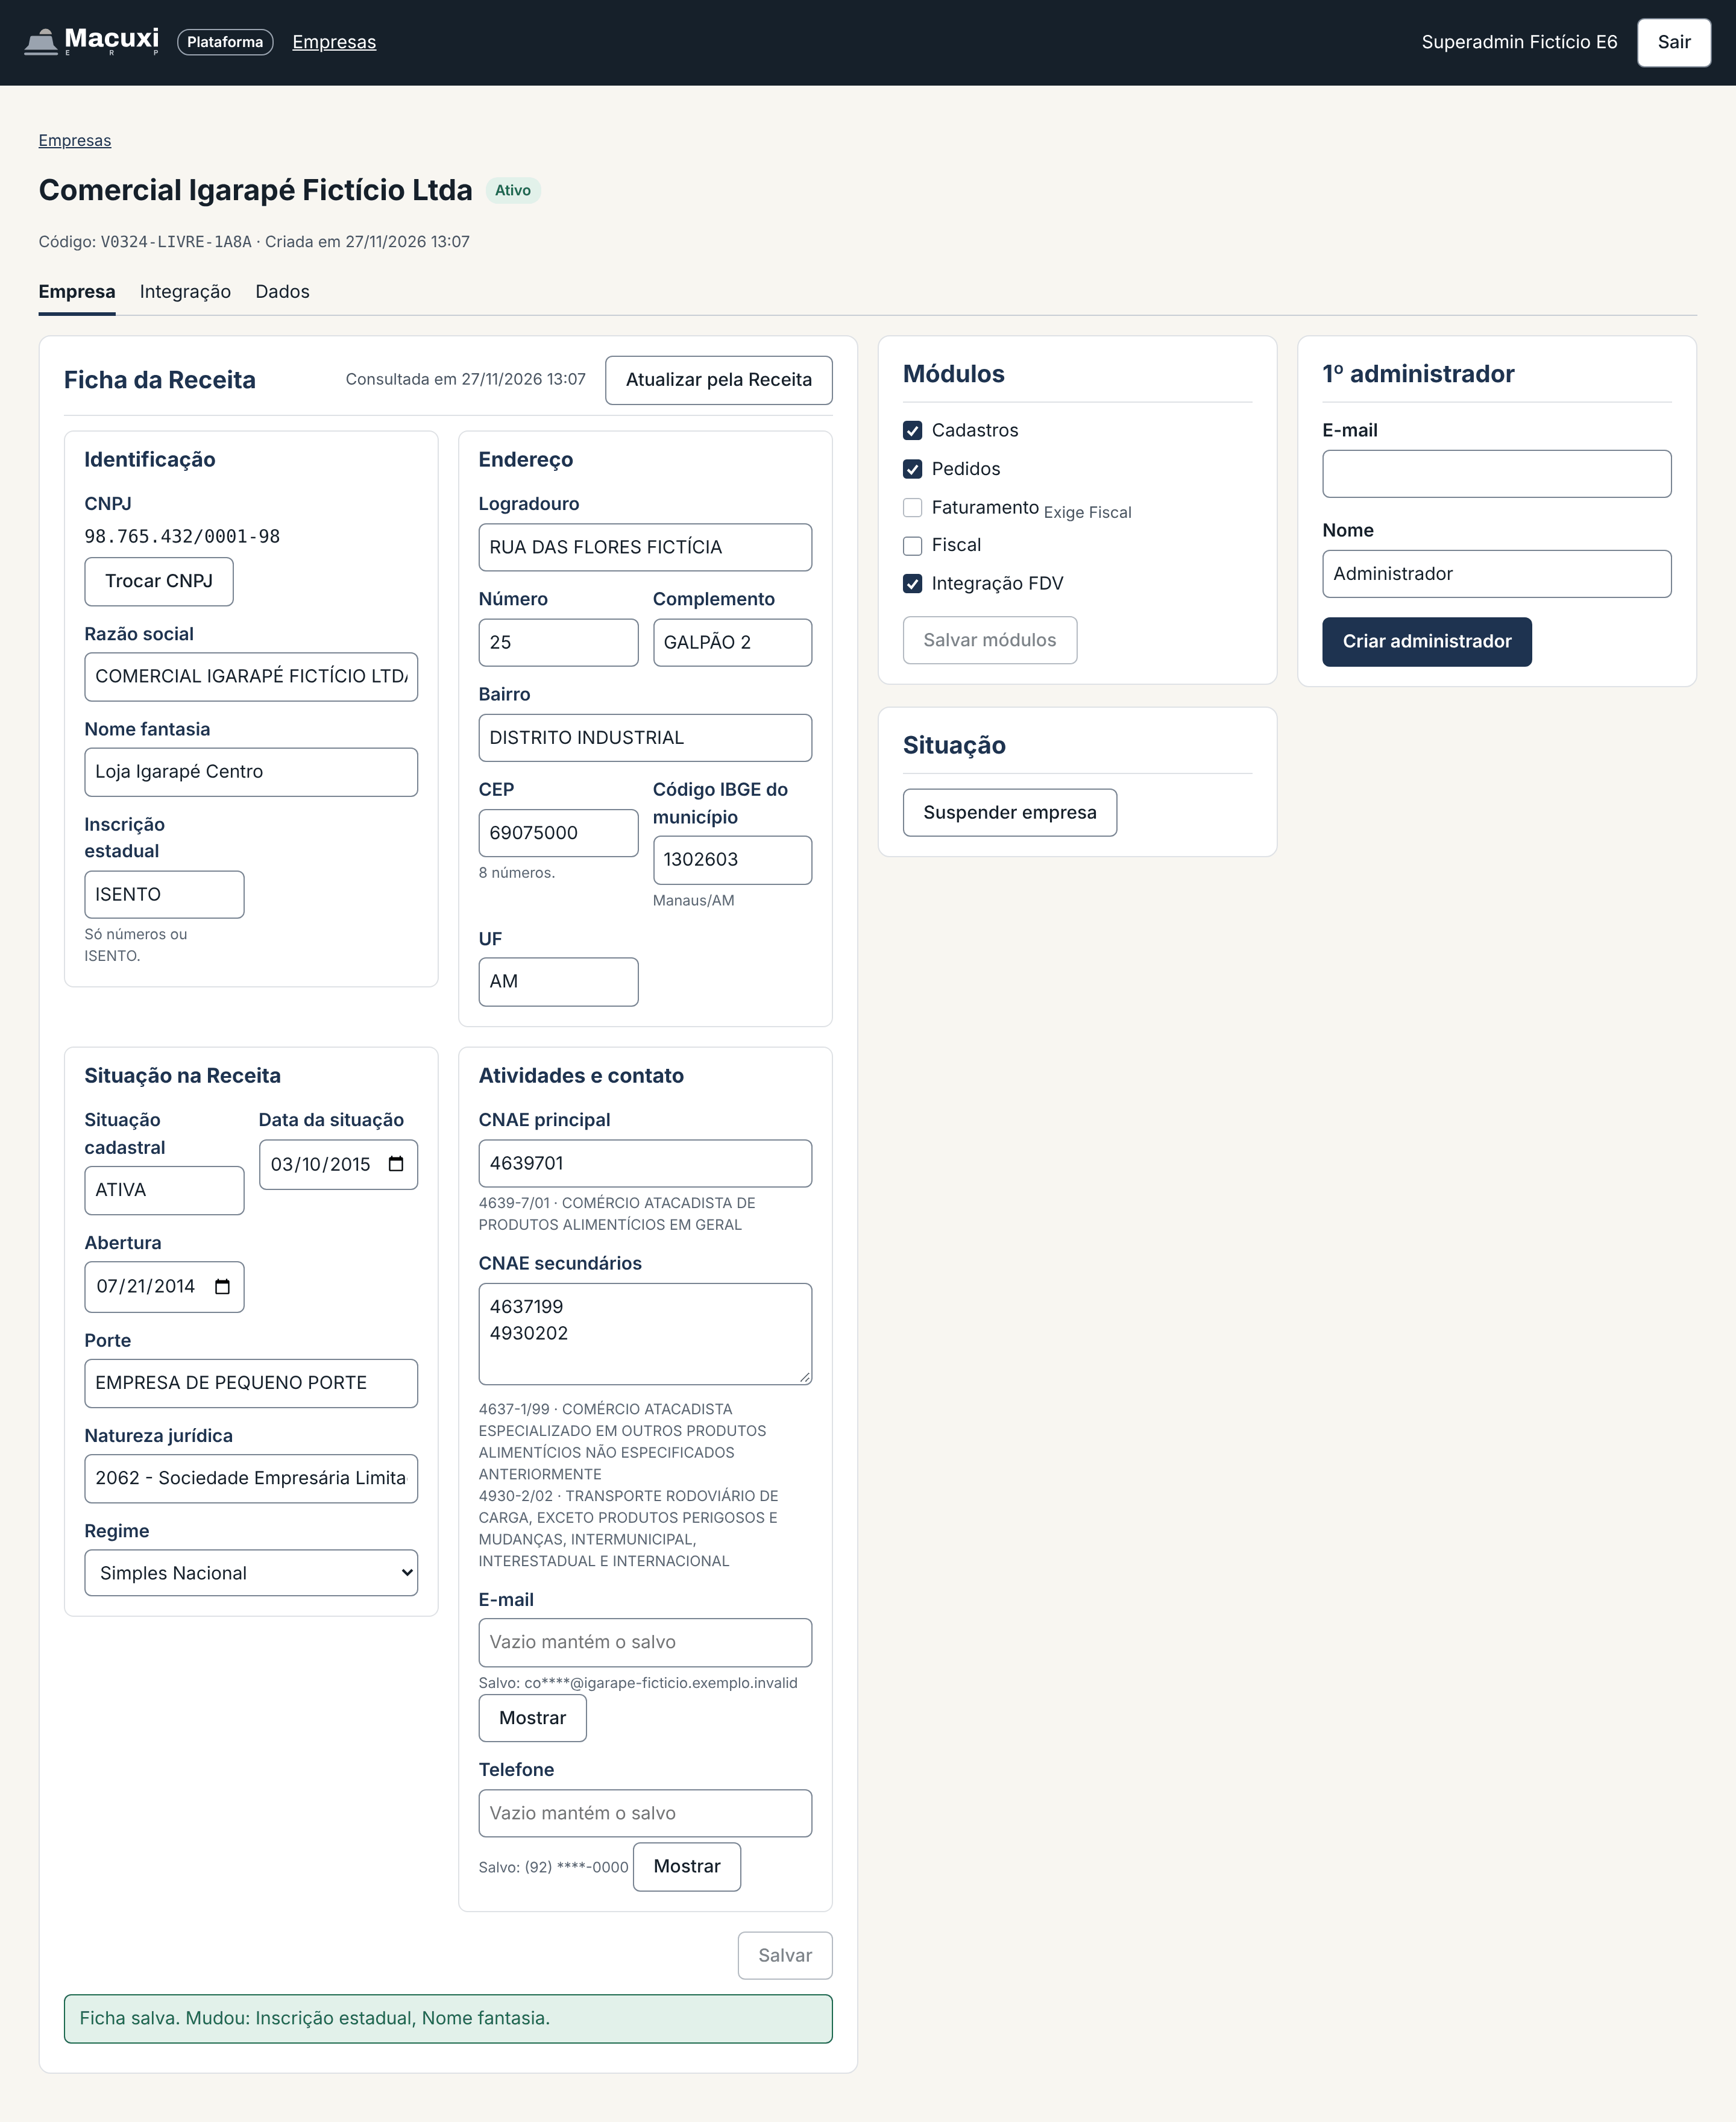 Macuxi
E R P
Plataforma
Empresas
Superadmin Fictício E6
Sair
Empresas
Comercial Igarapé Fictício Ltda
Ativo
Código: V0324-LIVRE-1A8A · Criada em 27/11/2026 13:07
Empresa
Integração
Dados
Ficha da Receita
Consultada em 27/11/2026 13:07
Atualizar pela Receita
Identificação
CNPJ
98.765.432/0001-98
Trocar CNPJ
Razão social
COMERCIAL IGARAPÉ FICTÍCIO LTDA
Nome fantasia
Loja Igarapé Centro
Inscrição
estadual
ISENTO
Só números ou
ISENTO.
Endereço
Logradouro
RUA DAS FLORES FICTÍCIA
Número
Complemento
25
GALPÃO 2
Bairro
DISTRITO INDUSTRIAL
CEP
69075000
8 números.
Código IBGE do
município
1302603
Manaus/AM
UF
AM
Situação na Receita
Situação
cadastral
ATIVA
Data da situação
03/10/2015
Abertura
07/21/2014
Porte
EMPRESA DE PEQUENO PORTE
Natureza jurídica
2062 - Sociedade Empresária Limita
Regime
Simples Nacional
Atividades e contato
CNAE principal
4639701
4639-7/01 · COMÉRCIO ATACADISTA DE
PRODUTOS ALIMENTÍCIOS EM GERAL
CNAE secundários
4637199
4930202
4637-1/99 · COMÉRCIO ATACADISTA
ESPECIALIZADO EM OUTROS PRODUTOS
ALIMENTÍCIOS NÃO ESPECIFICADOS
ANTERIORMENTE
4930-2/02 · TRANSPORTE RODOVIÁRIO DE
CARGA, EXCETO PRODUTOS PERIGOSOS E
MUDANÇAS, INTERMUNICIPAL,
INTERESTADUAL E INTERNACIONAL
E-mail
Vazio mantém o salvo
Salvo: co****@igarape-ficticio.exemplo.invalid
Mostrar
Telefone
Vazio mantém o salvo
Salvo: (92) ****-0000
Mostrar
Salvar
Ficha salva. Mudou: Inscrição estadual, Nome fantasia.
Módulos
Cadastros
Pedidos
Faturamento Exige Fiscal
Fiscal
Integração FDV
Salvar módulos
Situação
Suspender empresa
1º administrador
E-mail
Nome
Administrador
Criar administrador